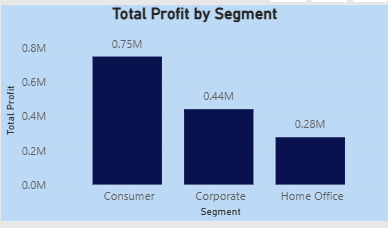 Total Profit by Segment
Total Profit
0.8M
0.6M
0.4M
0.2M
0.0M
0.75M
0.44M
0.28M
Consumer
Corporate
Home Office
Segment